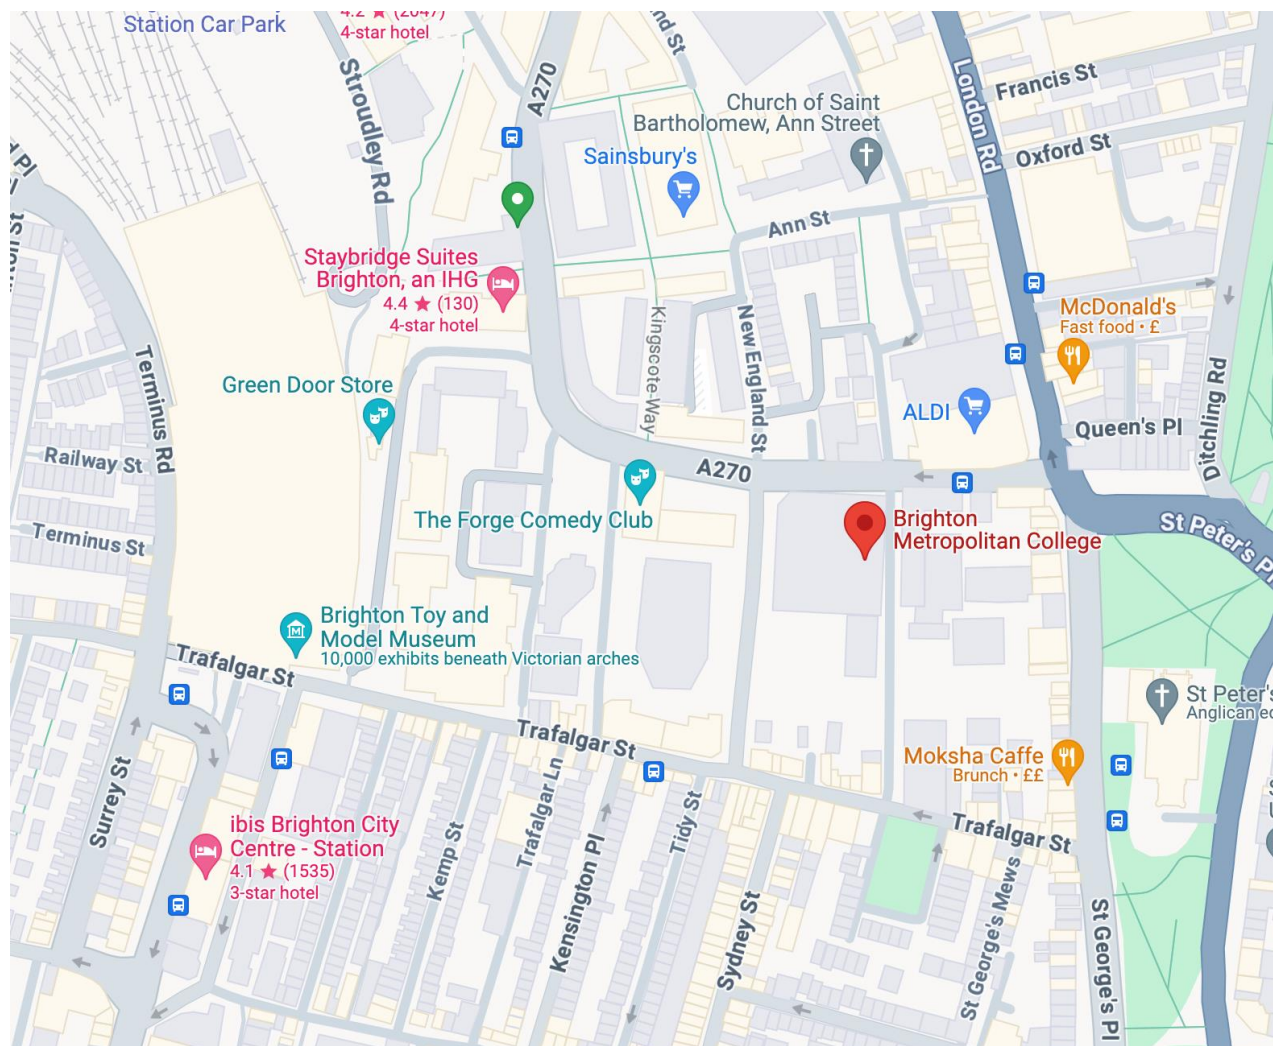 Station Car Park
4.2 ★ (2047)
4-star hotel
Stroudley Rd
A270
London Rd
Francis St
Church of Saint
Bartholomew, Ann Street
Oxford St
Sainsbury's
Ann St
Staybridge Suites
Brighton, an IHG
4.4 ★ (130)
4-star hotel
McDonald's
Fast food • £
Kingscote Way
New England St
Terminus Rd
Green Door Store
ALDI
Queen's Pl
Ditchling Rd
Railway St
A270
The Forge Comedy Club
Brighton
Metropolitan College
St Peter's Pl
Terminus St
Brighton Toy and
Model Museum
10,000 exhibits beneath Victorian arches
Trafalgar St
St Peter's
Anglican
Trafalgar St
Moksha Caffe
Brunch • ££
Surrey St
Trafalgar Ln
Tidy St
ibis Brighton City
Centre - Station
4.1 ★ (1535)
3-star hotel
Kemp St
Kensington Pl
Trafalgar St
Sydney St
St George's Mews
St George's Pl